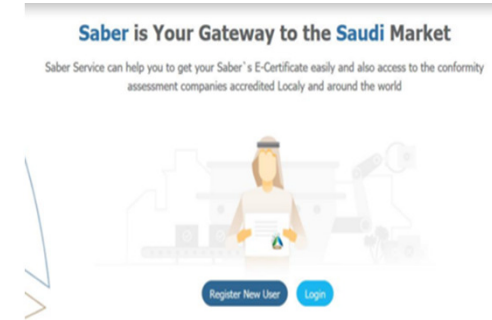 Saber is Your Gateway to the Saudi Market
Saber Service can help you to get your Saber`s E-Certificate easily and also access to the conformity
assessment companies accredited Localy and around the world
Register New User
Login